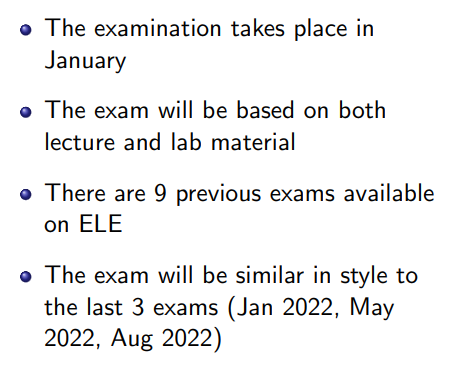 The examination takes place in
January
The exam will be based on both
lecture and lab material
There are 9 previous exams available
on ELE
The exam will be similar in style to
the last 3 exams (Jan 2022, May
2022, Aug 2022)